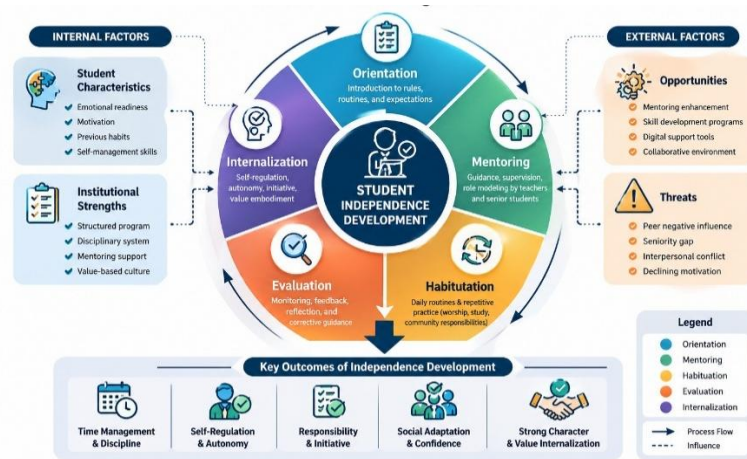 INTERNAL FACTORS
Student
Characteristics
Emotional readiness
Motivation
Previous habits
Self-management skills
Institutional
Strengths
Structured program
Disciplinary system
Mentoring support
Value-based culture
Orientation
Introduction to rules,
routines, and expectations
Mentoring
Guidance, supervision,
role modeling by teachers
and senior students
Habitutation
Daily routines & repetitive
practice (worship, study,
community responsibilities)
Evaluation
Monitoring, feedback,
reflection, and
corrective guidance
Internalization
Self-regulation,
autonomy, initiative,
value embodiment
STUDENT
INDEPENDENCE
DEVELOPMENT
EXTERNAL FACTORS
Opportunities
Mentoring enhancement
Skill development programs
Digital support tools
Collaborative environment
Threats
Peer negative influence
Seniority gap
Interpersonal conflict
Declining motivation
Legend
Orientation
Mentoring
Habituation
Evaluation
Internalization
Process Flow
Influence
Key Outcomes of Independence Development
Time Management
& Discipline
Self-Regulation
& Autonomy
Responsibility
& Initiative
Social Adaptation
& Confidence
Strong Character
& Value Internalization